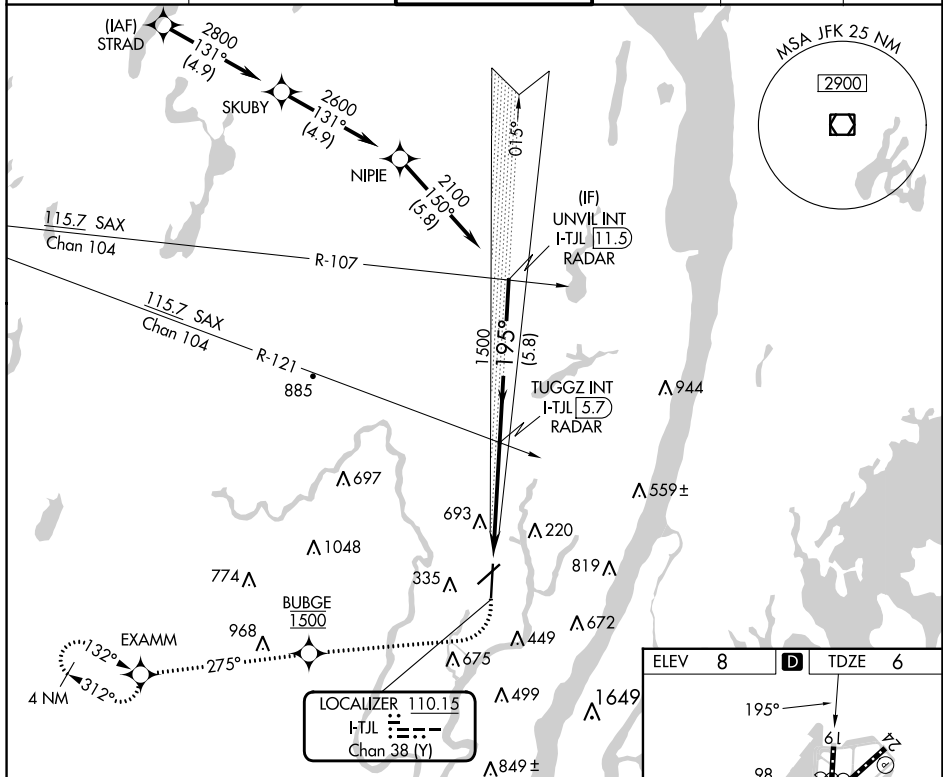 (IAF)
STRAD
2800
131°
(4.9)
SKUBY
2600
131°
(4.9)
NIPIE
2100
150°
(5.8)
MSA JFK 25 NM
2900
015°
(IF)
UNVIL INT
I-TJL 11.5
RADAR
115.7 SAX
Chan 104
R-107
115.7 SAX
Chan 104
R-121
885
1500
195°
(5.8)
TUGGZ INT
I-TJL 5.7
RADAR
944
697
559±
693
220
1048
819
774
335
BUBGE
1500
672
968
449
EXAMM
132°
275°
675
312°
4 NM
499
1649
LOCALIZER 110.15
I-TJL
Chan 38 (Y)
849±
ELEV 8 D TDZE 6
195°
19
24
98
P